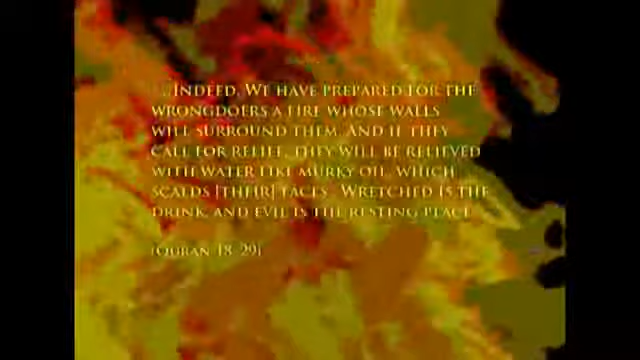 ...Indeed, We have prepared for the
wrongdoers a fire whose walls
will surround them. And if they
call for relief, they will be relieved
with water like murky oil, which
scalds [their] faces. Wretched is the
drink, and evil is the resting place
[Quran 18:29]